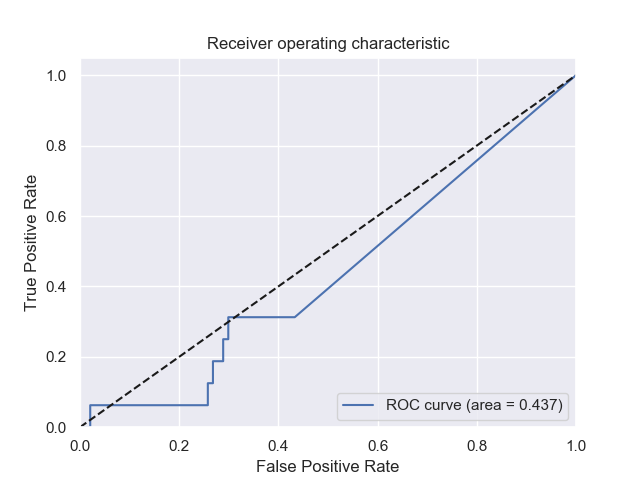 Receiver operating characteristic
1.0
0.8
0.6
0.4
0.2
0.0
True Positive Rate
ROC curve (area = 0.437)
0.0 0.2 0.4 0.6 0.8 1.0
False Positive Rate